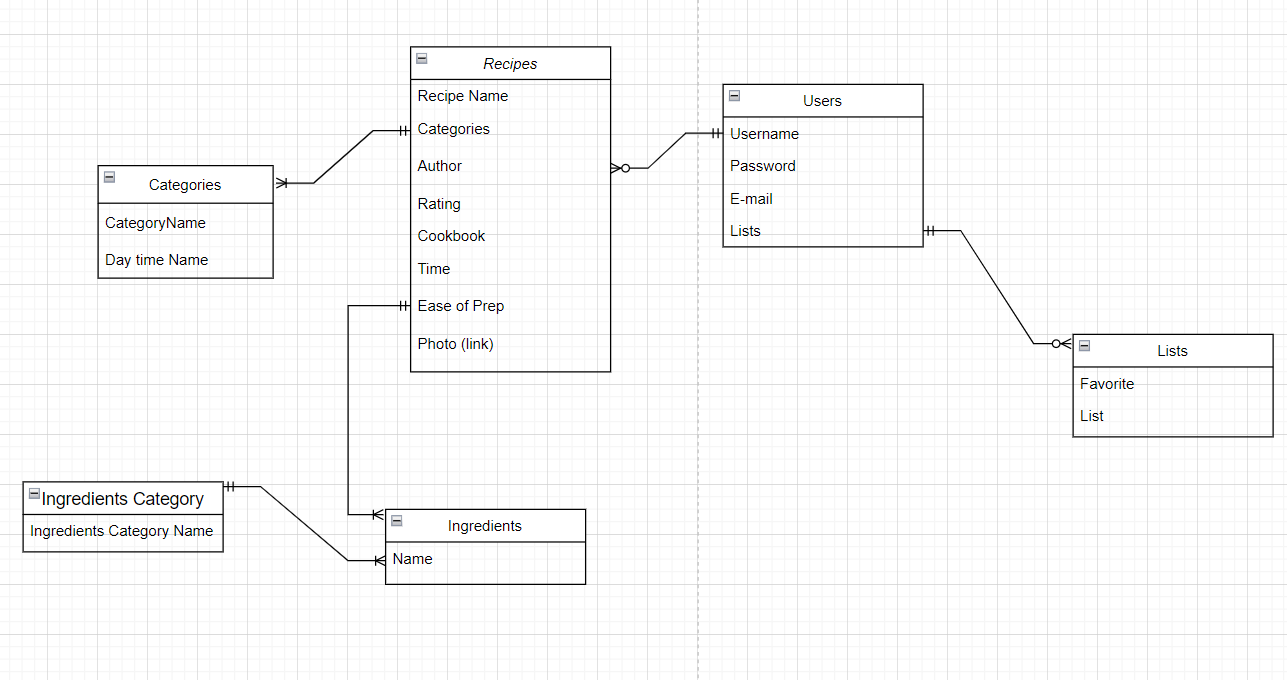 Recipes
Recipe Name
Categories
Author
Rating
Cookbook
Time
Ease of Prep
Photo (link)
Users
Username
Password
E-mail
Lists
Categories
CategoryName
Day time Name
Lists
Favorite
List
Ingredients Category
Ingredients Category Name
Ingredients
Name